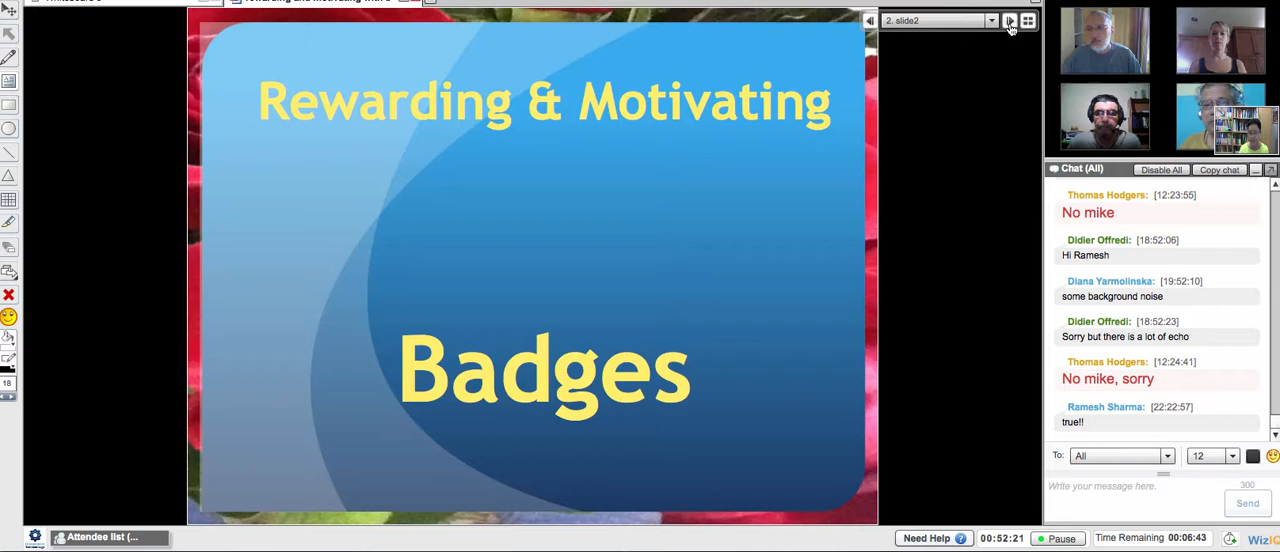 2. slide2
Rewarding & Motivating
Badges
Chat (All)
Disable All
Copy chat
Thomas Hodgers: [12:23:55]
No mike
Didier Offredi: [18:52:06]
Hi Ramesh
Diana Yarmolinska: [19:52:10]
some background noise
Didier Offredi: [18:52:23]
Sorry but there is a lot of echo
Thomas Hodgers: [12:24:41]
No mike, sorry
Ramesh Sharma: [22:22:57]
true!!
To:
All
12
Write your message here.
300
Send
18
Attendee list (...
Need Help ?
00:52:21
Pause
Time Remaining 00:06:43
WizIQ